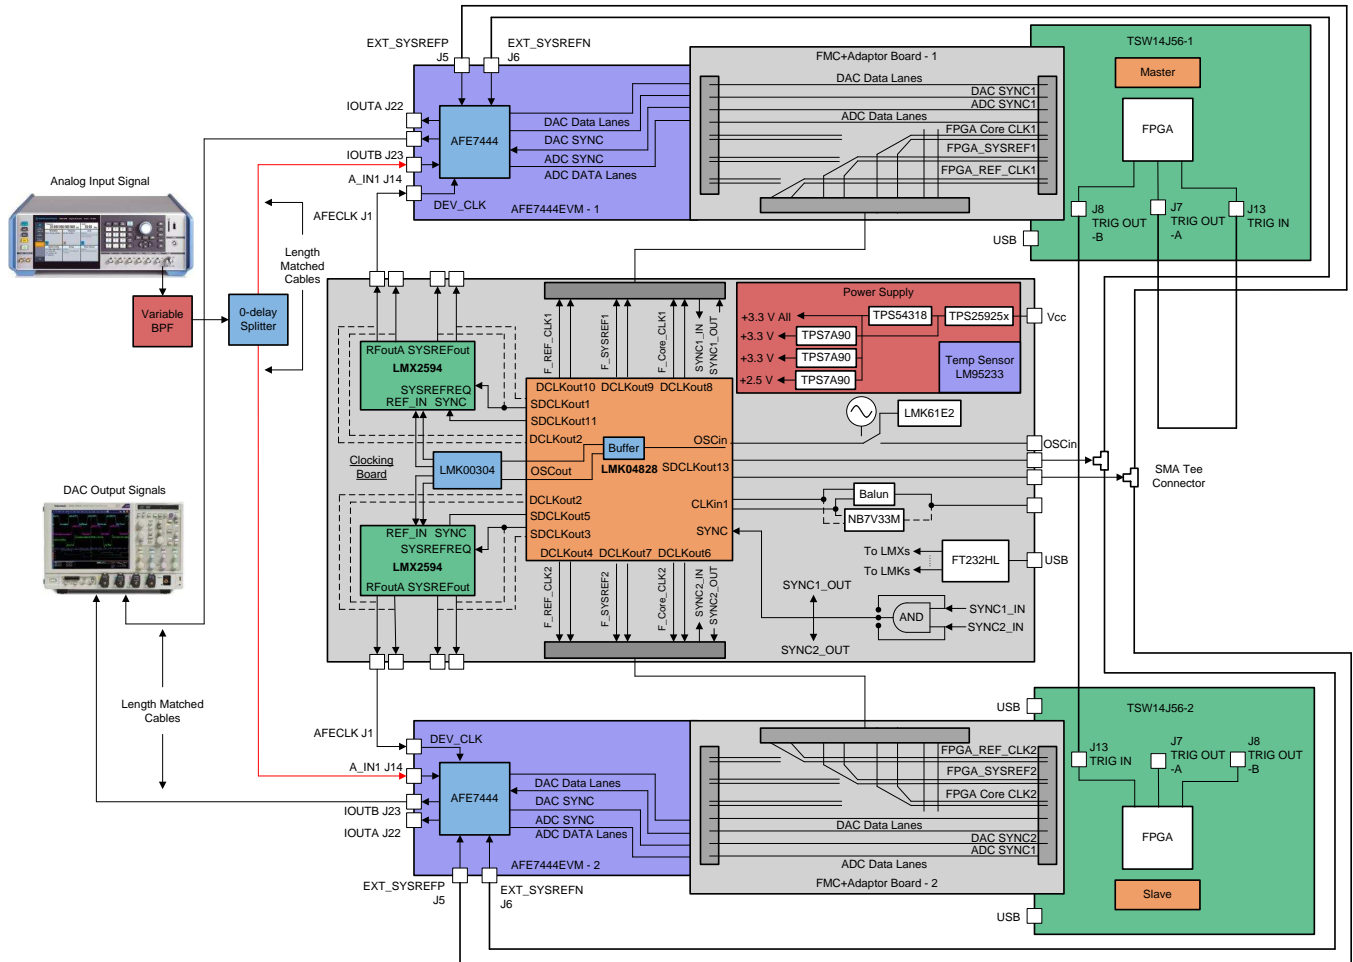 EXT_SYSREFP
J5
EXT_SYSREFN
J6
TSW14J56-1
Master
FPGA
J8
TRIG OUT
-B
J7
TRIG OUT
-A
J13
TRIG IN
USB
FMC+Adaptor Board - 1
DAC Data Lanes
DAC SYNC1
ADC SYNC1
ADC Data Lanes
FPGA Core CLK1
FPGA_SYSREF1
FPGA_REF_CLK1
IOUTA J22
IOUTB J23
A_IN1 J14
AFECLK J1
AFE7444
DAC Data Lanes
DAC SYNC
ADC SYNC
ADC DATA Lanes
DEV_CLK
AFE7444EVM - 1
Analog Input Signal
Length
Matched
Cables
Variable
BPF
0-delay
Splitter
RFoutA SYSREFout
LMX2594
SYSREFREQ
REF_IN SYNC
F_REF_CLK1
F_SYSREF1
F_Core_CLK1
SYNC1_IN
SYNC1_OUT
Power Supply
+3.3 V All
TPS54318
TPS25925x
Vcc
+3.3 V
TPS7A90
+3.3 V
TPS7A90
+2.5 V
TPS7A90
Temp Sensor
LM95233
DCLKout10
DCLKout9
DCLKout8
SDCLKout1
SDCLKout11
DCLKout2
OSCout
Buffer
LMK04828
OSCin
SDCLKout13
CLKin1
SYNC
DCLKout2
SDCLKout5
SDCLKout3
DCLKout4
DCLKout7
DCLKout6
LMK61E2
OSCin
Clocking
Board
LMK00304
SMA Tee
Connector
Balun
NB7V33M
To LMXs
To LMKs
FT232HL
USB
SYNC1_OUT
SYNC2_OUT
AND
SYNC1_IN
SYNC2_IN
REF_IN SYNC
SYSREFREQ
LMX2594
RFoutA SYSREFout
F_REF_CLK2
F_SYSREF2
F_Core_CLK2
SYNC2_IN
SYNC2_OUT
DAC Output Signals
Length Matched
Cables
AFECLK J1
A_IN1 J14
IOUTB J23
IOUTA J22
DEV_CLK
AFE7444
DAC Data Lanes
DAC SYNC
ADC SYNC
ADC DATA Lanes
AFE7444EVM - 2
EXT_SYSREFP
J5
EXT_SYSREFN
J6
FPGA_REF_CLK2
FPGA_SYSREF2
FPGA Core CLK2
DAC Data Lanes
DAC SYNC2
ADC SYNC1
ADC Data Lanes
FMC+Adaptor Board - 2
USB
USB
TSW14J56-2
J13
TRIG IN
J7
TRIG OUT
-A
J8
TRIG OUT
-B
FPGA
Slave